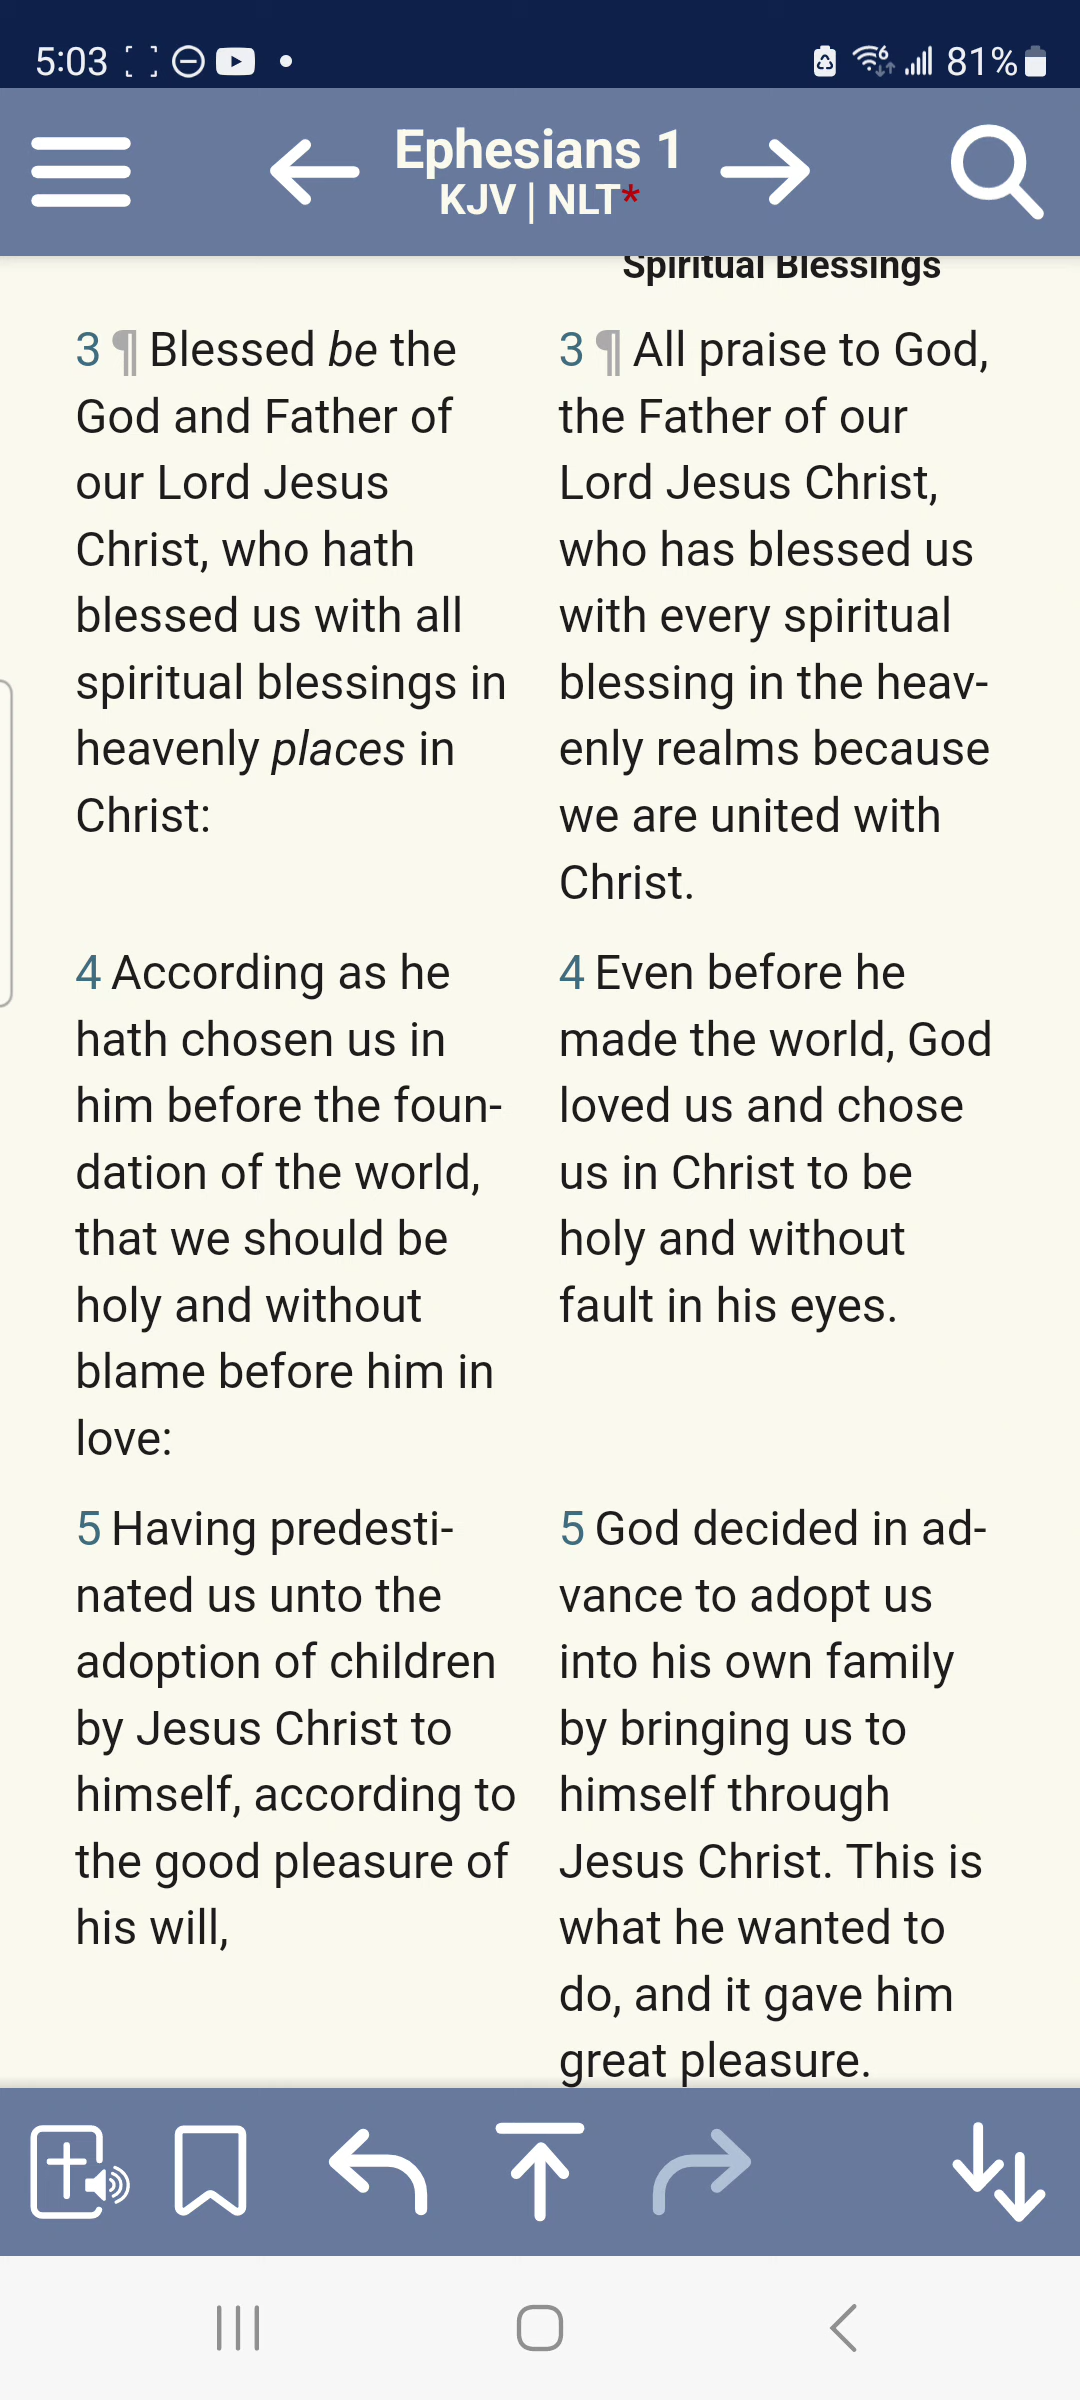 5:03
81%
Ephesians 1
KJV | NLT*
Spiritual Blessings
3 ¶ Blessed be the
God and Father of
our Lord Jesus
Christ, who hath
blessed us with all
spiritual blessings in
heavenly places in
Christ:
3 ¶ All praise to God,
the Father of our
Lord Jesus Christ,
who has blessed us
with every spiritual
blessing in the heav-
enly realms because
we are united with
Christ.
4 According as he
hath chosen us in
him before the foun-
dation of the world,
that we should be
holy and without
blame before him in
love:
4 Even before he
made the world, God
loved us and chose
us in Christ to be
holy and without
fault in his eyes.
5 Having predesti-
nated us unto the
adoption of children
by Jesus Christ to
himself, according to
the good pleasure of
his will,
5 God decided in ad-
vance to adopt us
into his own family
by bringing us to
himself through
Jesus Christ. This is
what he wanted to
do, and it gave him
great pleasure.